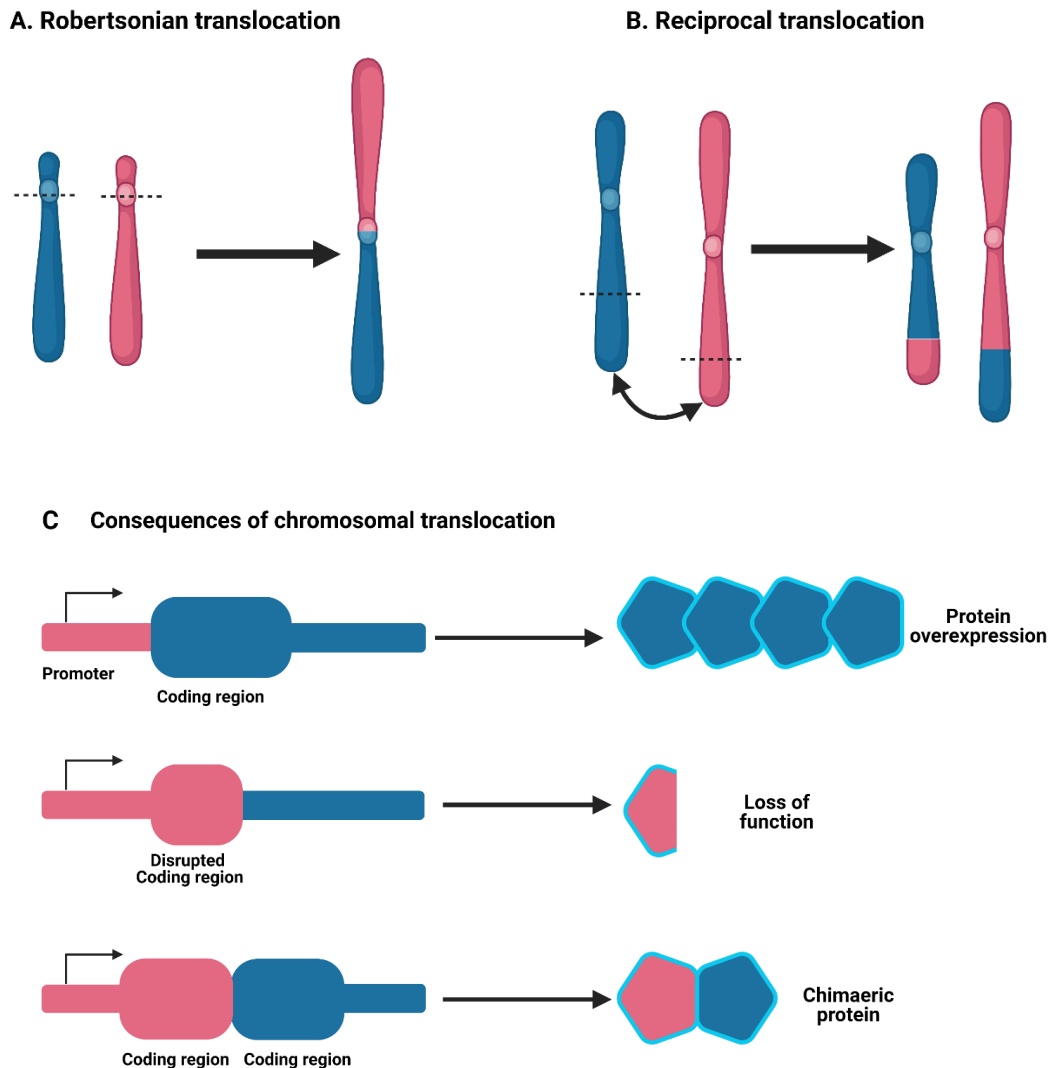 A. Robertsonian translocation
B. Reciprocal translocation
C Consequences of chromosomal translocation
Promoter
Coding region
Protein
overexpression
Disrupted
Coding region
Loss of
function
Coding region
Coding region
Chimaeric
protein